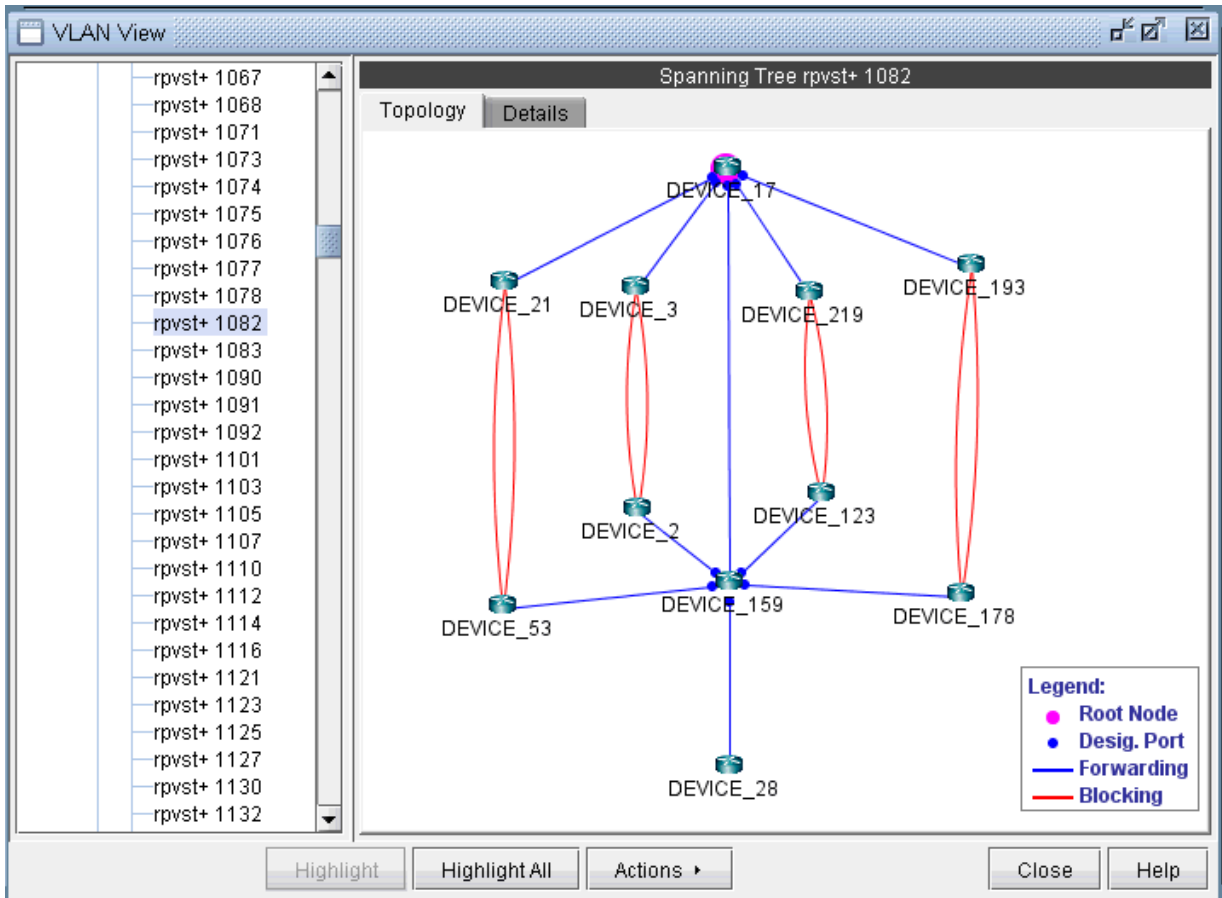 VLAN View
rpvst+ 1067
rpvst+ 1068
rpvst+ 1071
rpvst+ 1073
rpvst+ 1074
rpvst+ 1075
rpvst+ 1076
rpvst+ 1077
rpvst+ 1078
rpvst+ 1082
rpvst+ 1083
rpvst+ 1090
rpvst+ 1091
rpvst+ 1092
rpvst+ 1101
rpvst+ 1103
rpvst+ 1105
rpvst+ 1107
rpvst+ 1110
rpvst+ 1112
rpvst+ 1114
rpvst+ 1116
rpvst+ 1121
rpvst+ 1123
rpvst+ 1125
rpvst+ 1127
rpvst+ 1130
rpvst+ 1132
Spanning Tree rpvst+ 1082
Topology Details
DEVICE_17
DEVICE_21
DEVICE_3
DEVICE_219
DEVICE_193
DEVICE_2
DEVICE_123
DEVICE_53
DEVICE_159
DEVICE_178
DEVICE_28
Legend:
Root Node
Desig. Port
Forwarding
Blocking
Highlight Highlight All Actions Close Help